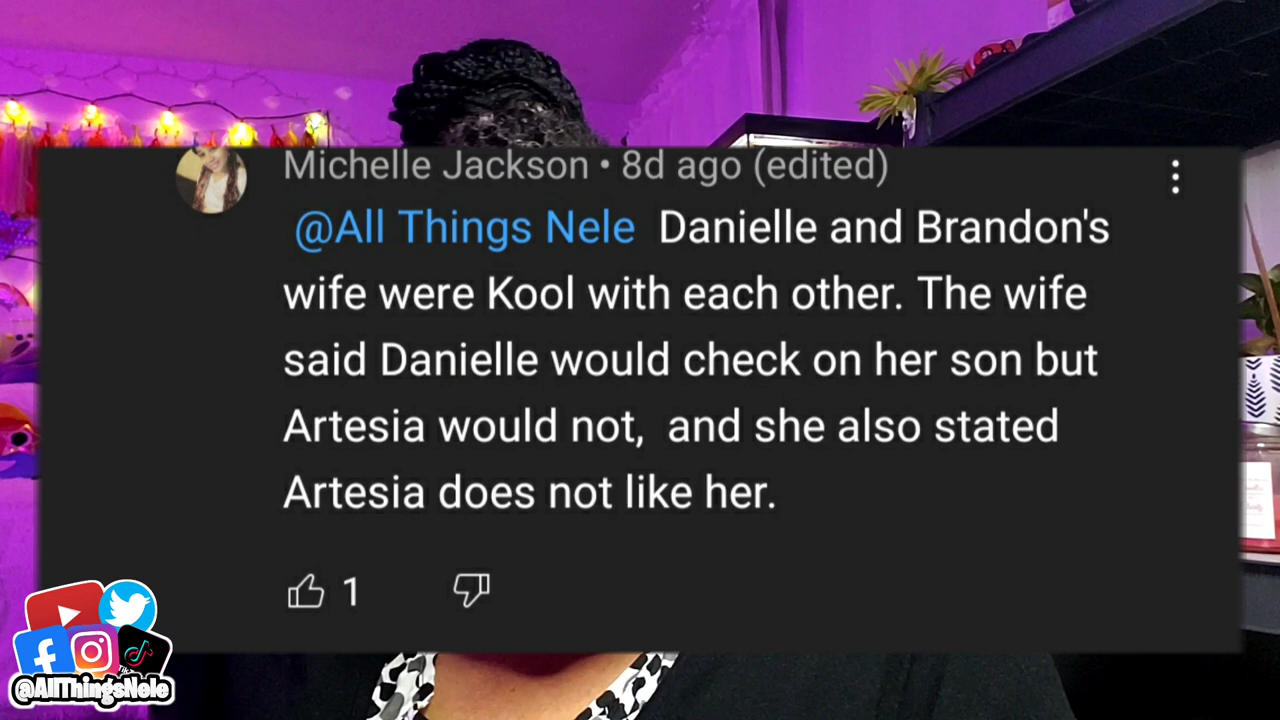 Michelle Jackson • 8d ago (edited)
@All Things Nele Danielle and Brandon's
wife were Kool with each other. The wife
said Danielle would check on her son but
Artesia would not, and she also stated
Artesia does not like her.
1
@AllThingsNele